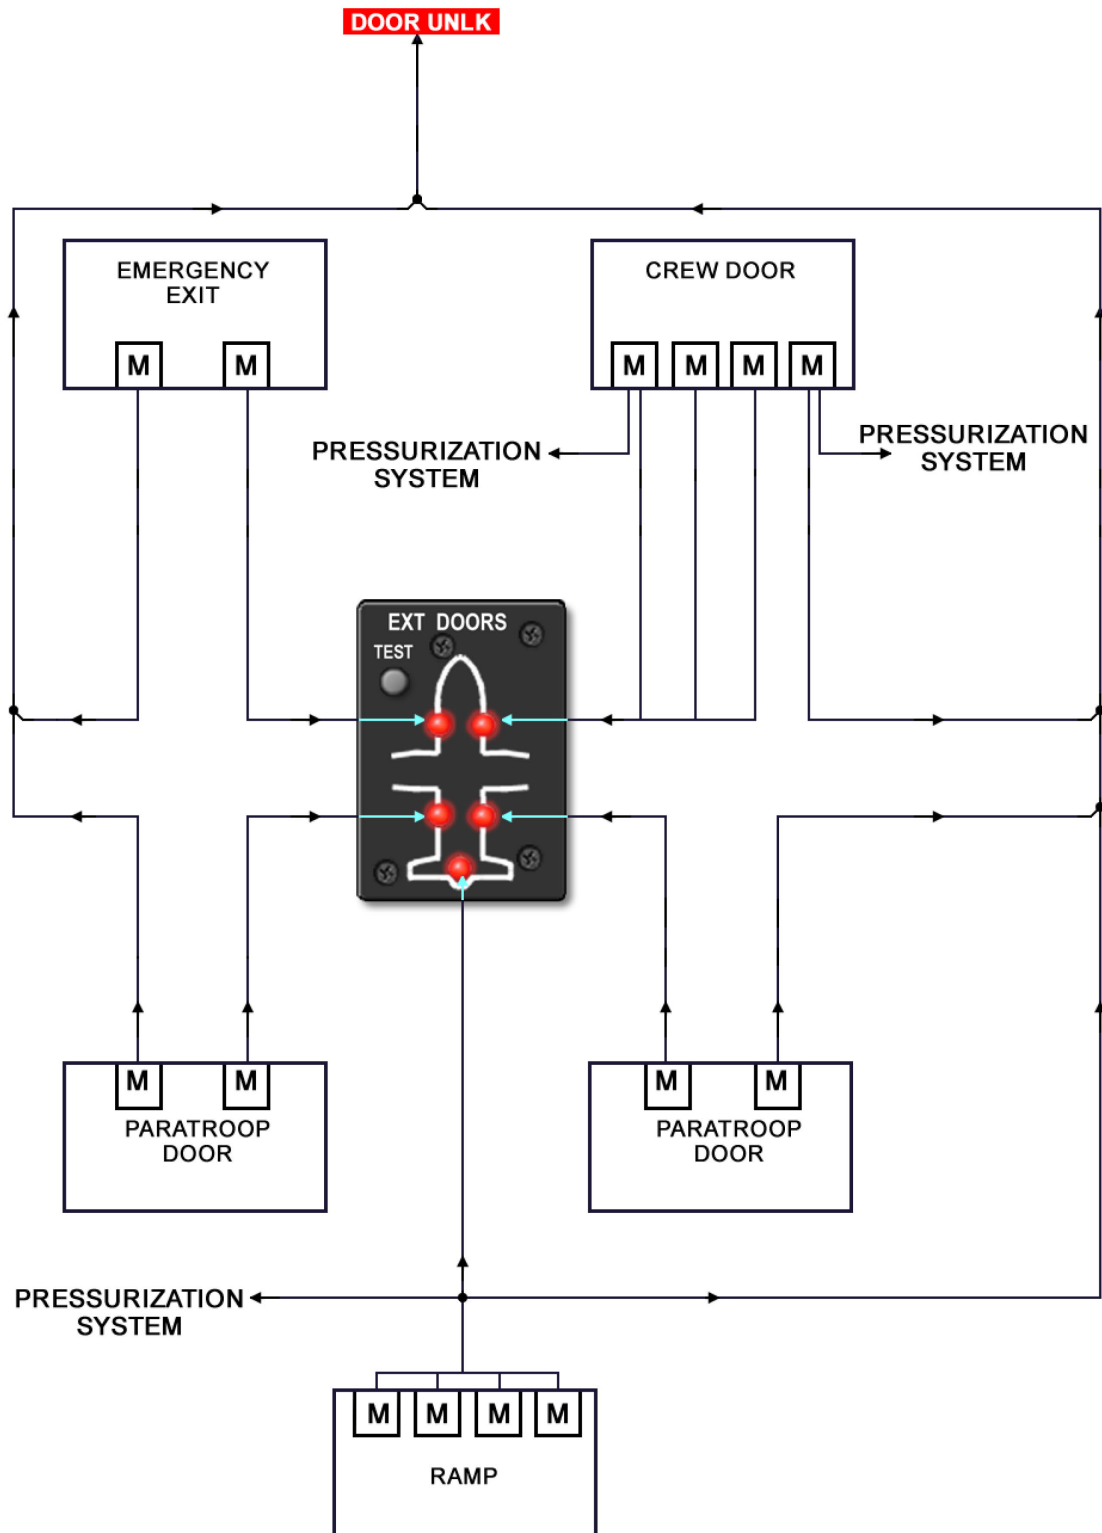 DOOR UNLK
EMERGENCY
EXIT
M
M
CREW DOOR
M
M
M
M
PRESSURIZATION
SYSTEM
PRESSURIZATION
SYSTEM
EXT DOORS
TEST
M
M
PARATROOP
DOOR
M
M
PARATROOP
DOOR
PRESSURIZATION
SYSTEM
M
M
M
M
RAMP